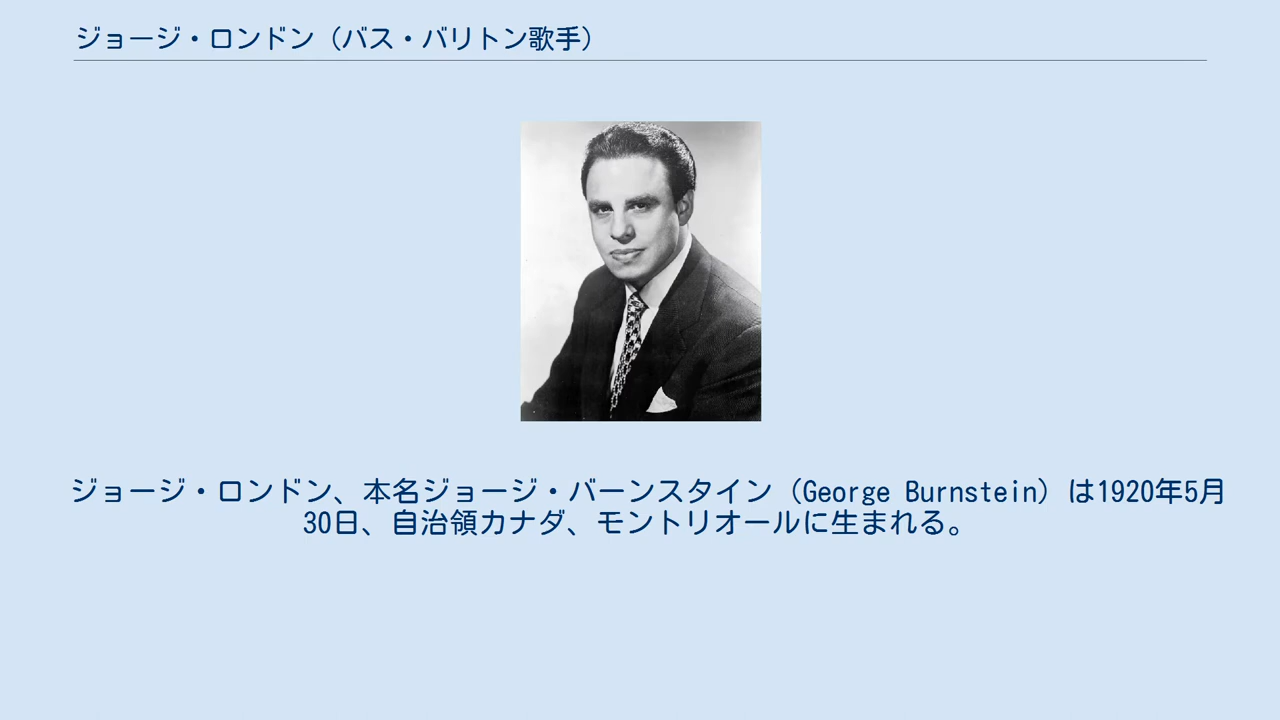 ジョージ・ロンドン（バス・バリトン歌手）
ジョージ・ロンドン、本名ジョージ・バーンスタイン（George Burnstein）は1920年5月
30日、自治領カナダ、モントリオールに生まれる。